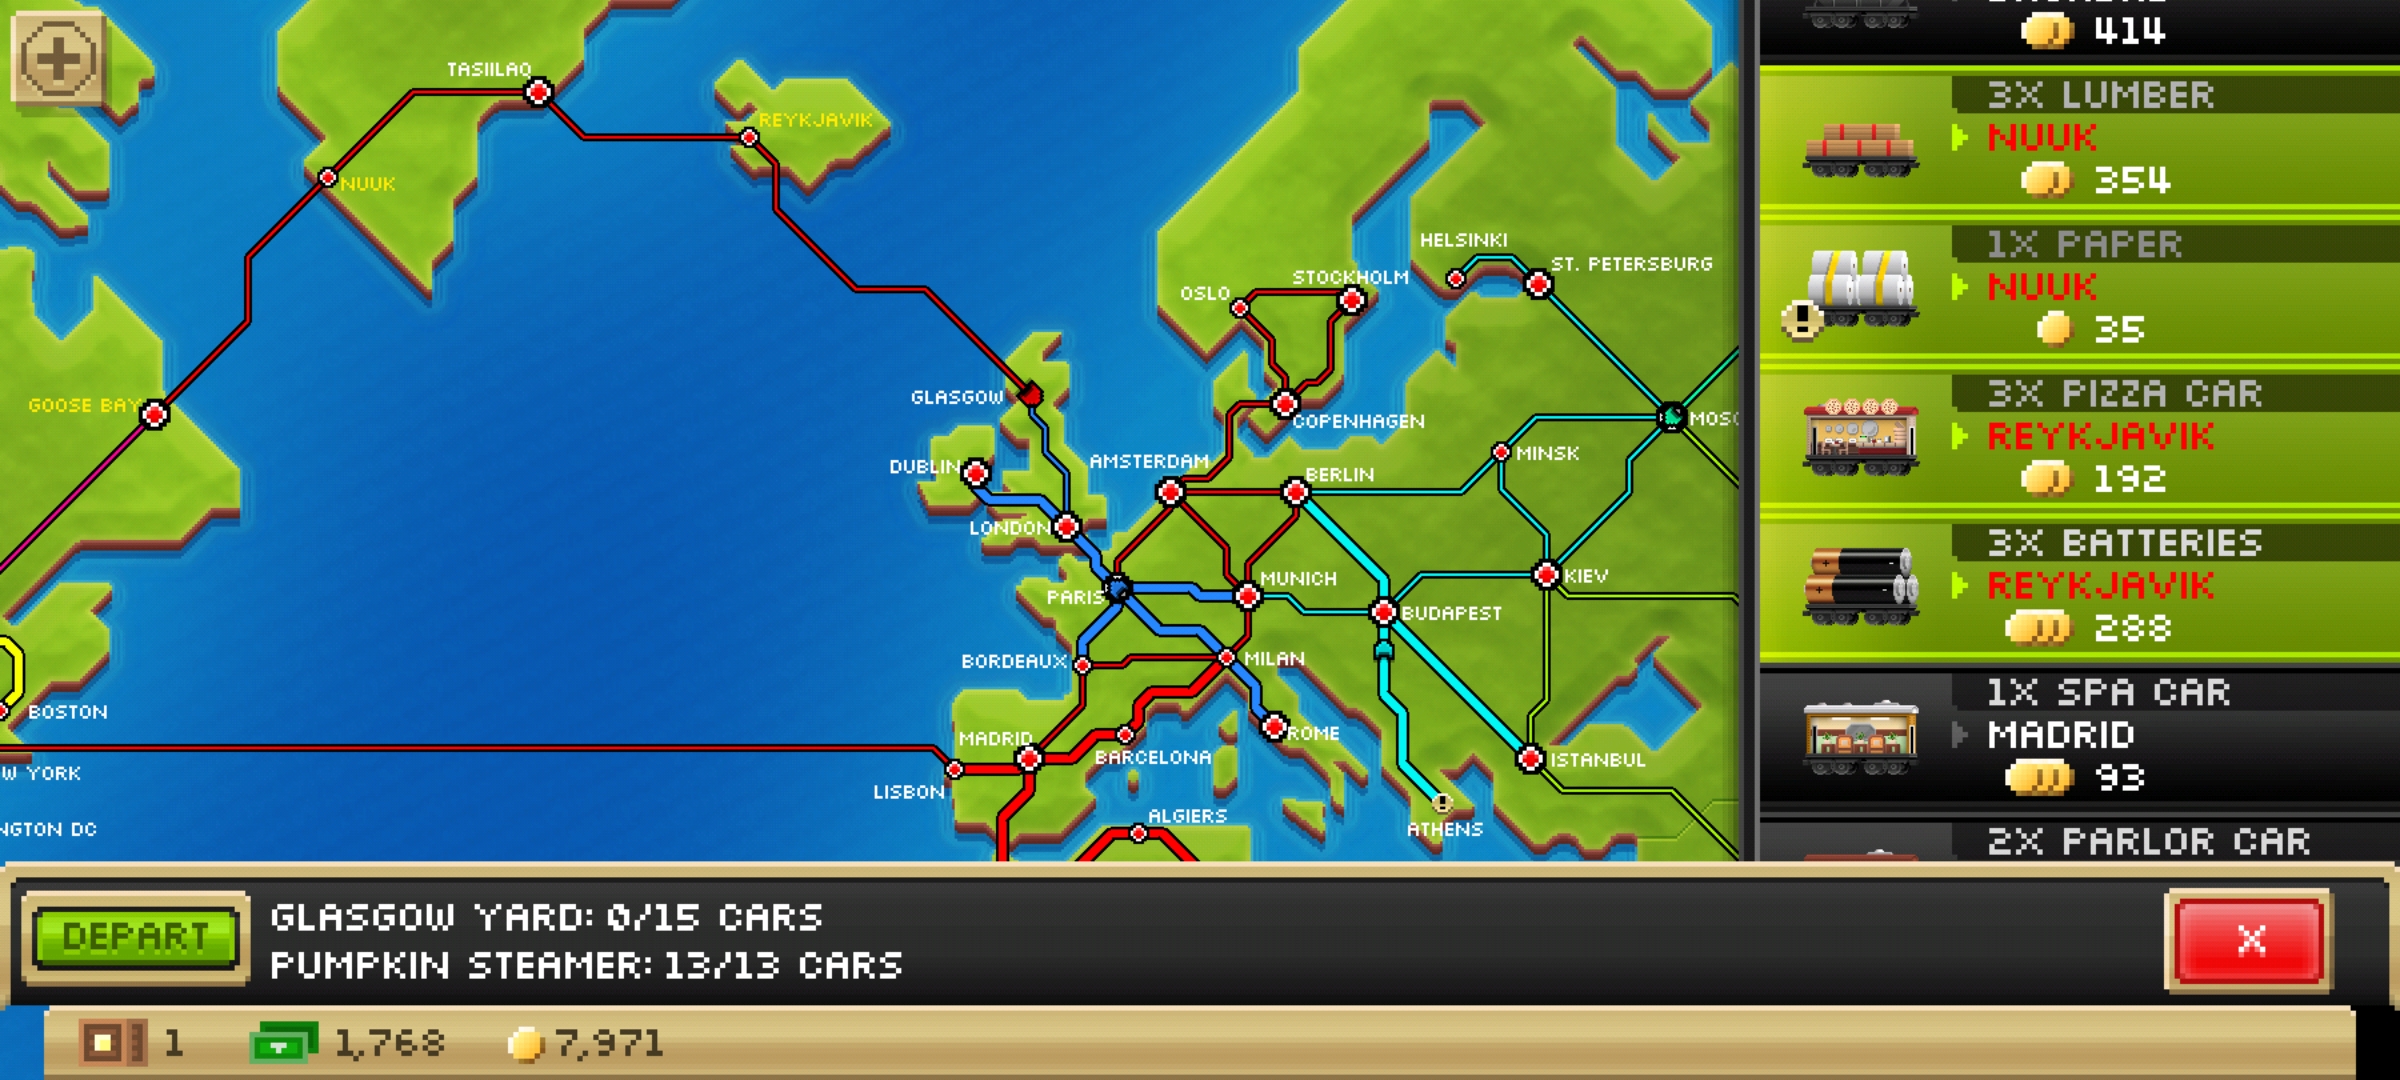 TASIILAQ
REYKJAVIK
NUUK
HELSINKI
ST. PETERSBURG
STOCKHOLM
OSLO
GLASGOW
GOOSE BAY
COPENHAGEN
MOSC
MINSK
AMSTERDAM
DUBLIN
BERLIN
LONDON
MUNICH
KIEV
PARIS
BUDAPEST
BORDEAUX
MILAN
BOSTON
ROME
MADRID
BARCELONA
ISTANBUL
W YORK
LISBON
ALGIERS
NGTON DC
ATHENS
414
3X LUMBER
NUUK
354
1X PAPER
NUUK
35
3X PIZZA CAR
REYKJAVIK
192
3X BATTERIES
REYKJAVIK
288
1X SPA CAR
MADRID
93
2X PARLOR CAR
DEPART
GLASGOW YARD: 0/15 CARS
PUMPKIN STEAMER: 13/13 CARS
X
1
1,768
7,971